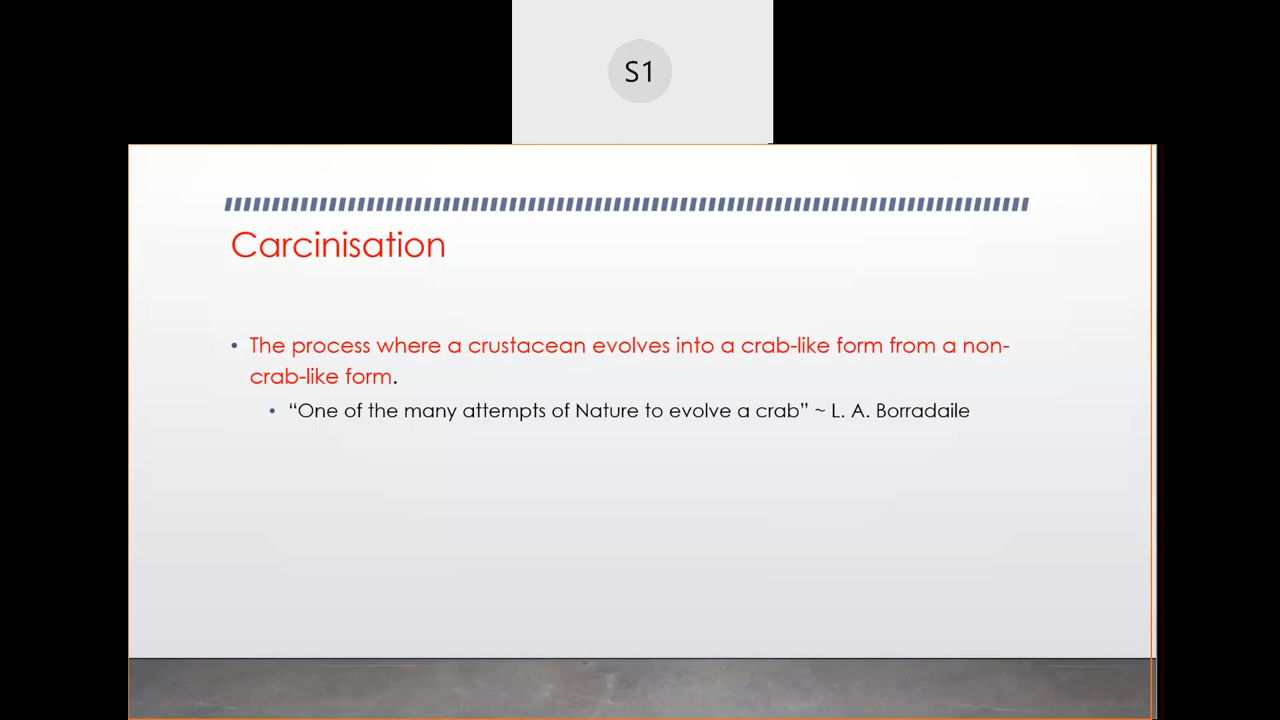 S1
Carcinisation
• The process where a crustacean evolves into a crab-like form from a non-
crab-like form.
• “One of the many attempts of Nature to evolve a crab” ~ L. A. Borradaile